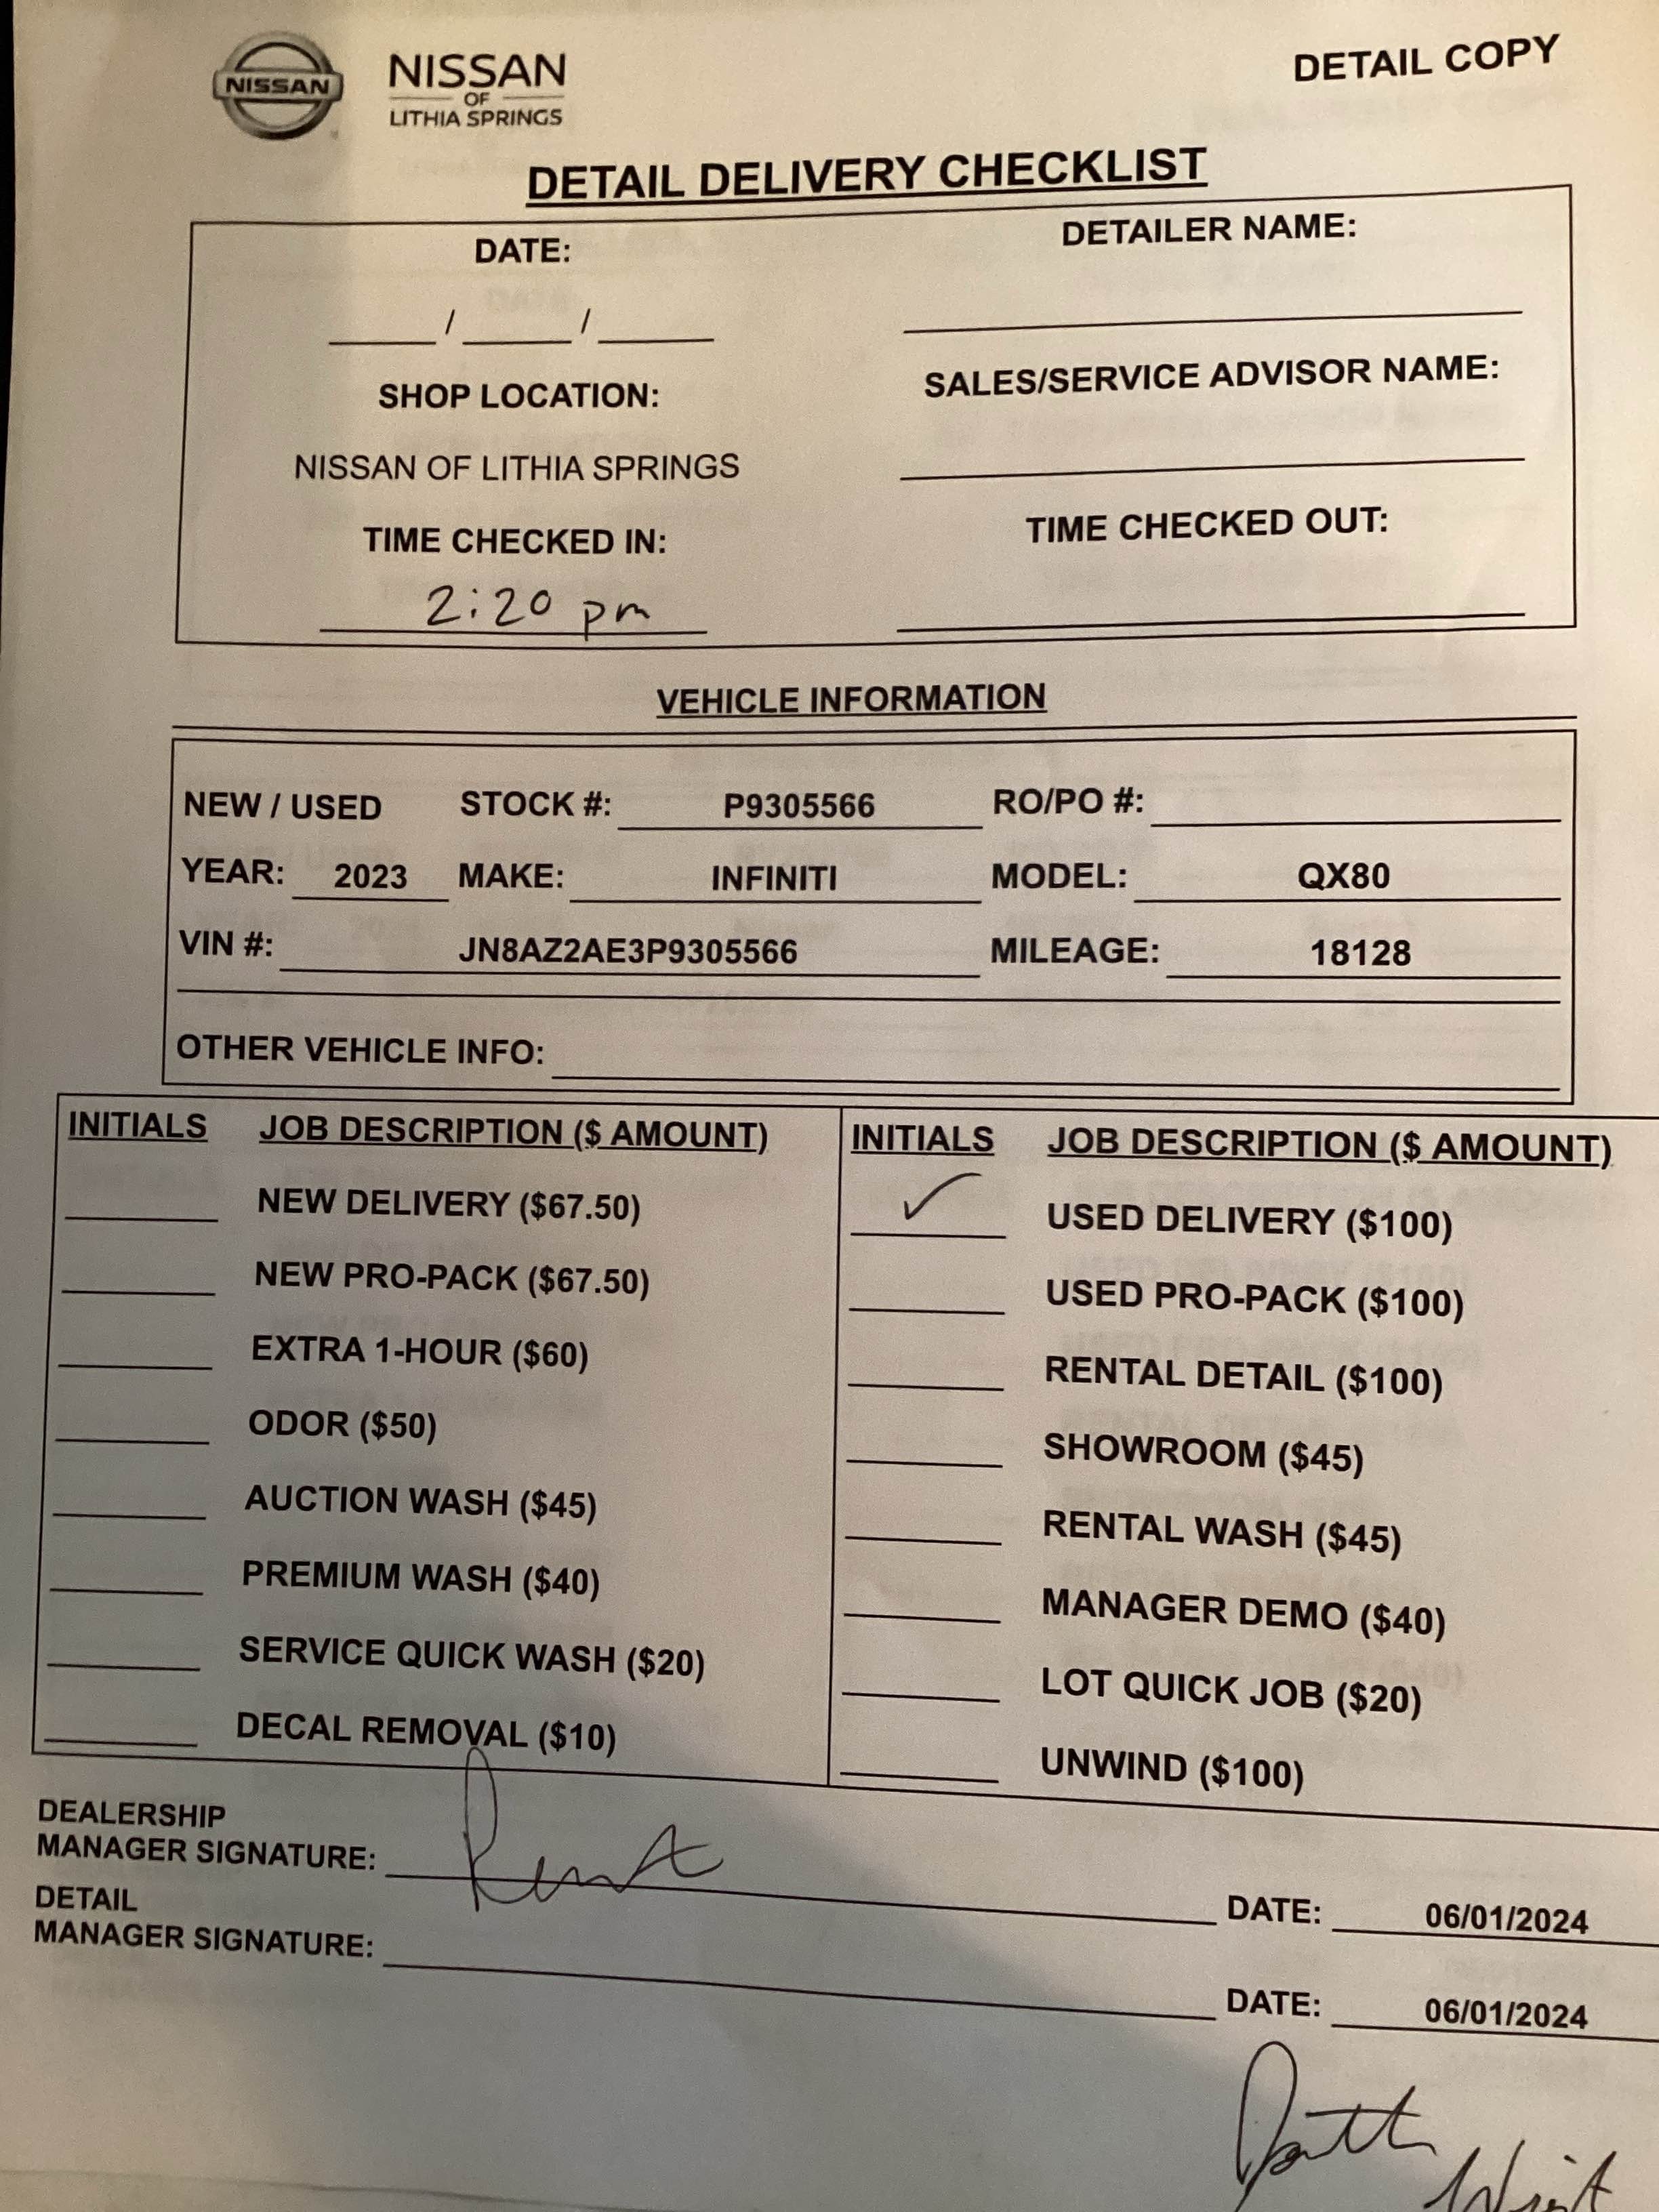 NISSAN
NISSAN
OF
LITHIA SPRINGS
DETAIL COPY
DETAIL DELIVERY CHECKLIST
DATE:
DETAILER NAME:
/ /
SHOP LOCATION:
SALES/SERVICE ADVISOR NAME:
NISSAN OF LITHIA SPRINGS
TIME CHECKED IN:
TIME CHECKED OUT:
2:20 pm
VEHICLE INFORMATION
NEW / USED STOCK #: P9305566 RO/PO #:
YEAR: 2023 MAKE: INFINITI MODEL: QX80
VIN #: JN8AZ2AE3P9305566 MILEAGE: 18128
OTHER VEHICLE INFO:
INITIALS JOB DESCRIPTION ($ AMOUNT)
NEW DELIVERY ($67.50)
NEW PRO-PACK ($67.50)
EXTRA 1-HOUR ($60)
ODOR ($50)
AUCTION WASH ($45)
PREMIUM WASH ($40)
SERVICE QUICK WASH ($20)
DECAL REMOVAL ($10)
INITIALS JOB DESCRIPTION ($ AMOUNT)
✓ USED DELIVERY ($100)
USED PRO-PACK ($100)
RENTAL DETAIL ($100)
SHOWROOM ($45)
RENTAL WASH ($45)
MANAGER DEMO ($40)
LOT QUICK JOB ($20)
UNWIND ($100)
DEALERSHIP
MANAGER SIGNATURE:
DATE: 06/01/2024
DETAIL
MANAGER SIGNATURE:
DATE: 06/01/2024